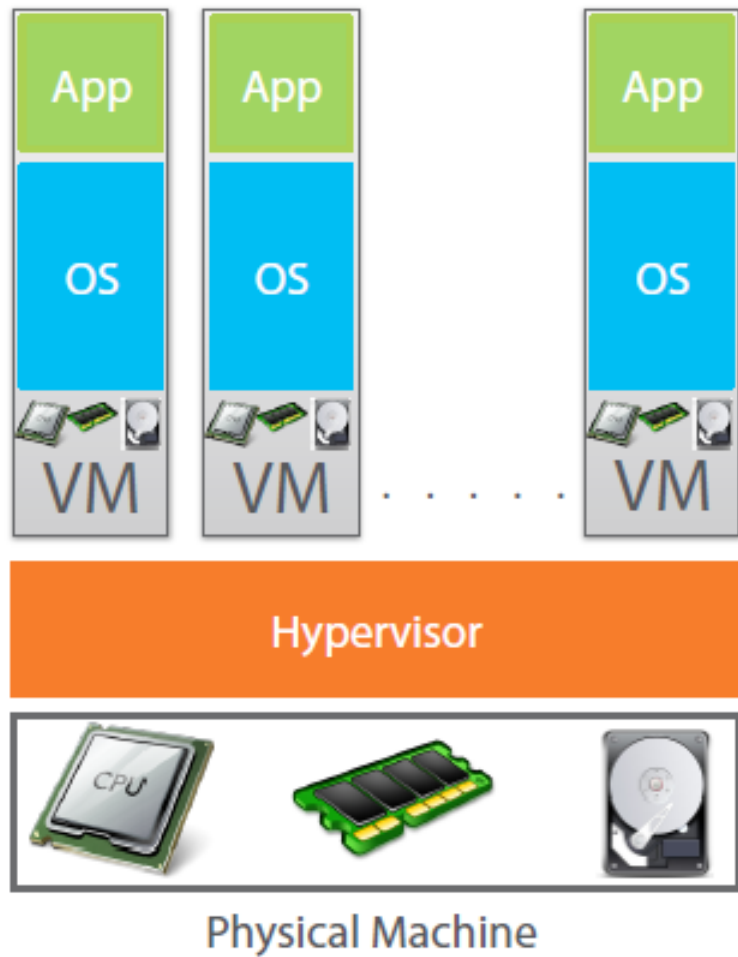 App App App
OS OS OS
VM VM . . . . . VM
Hypervisor
CPU
Physical Machine